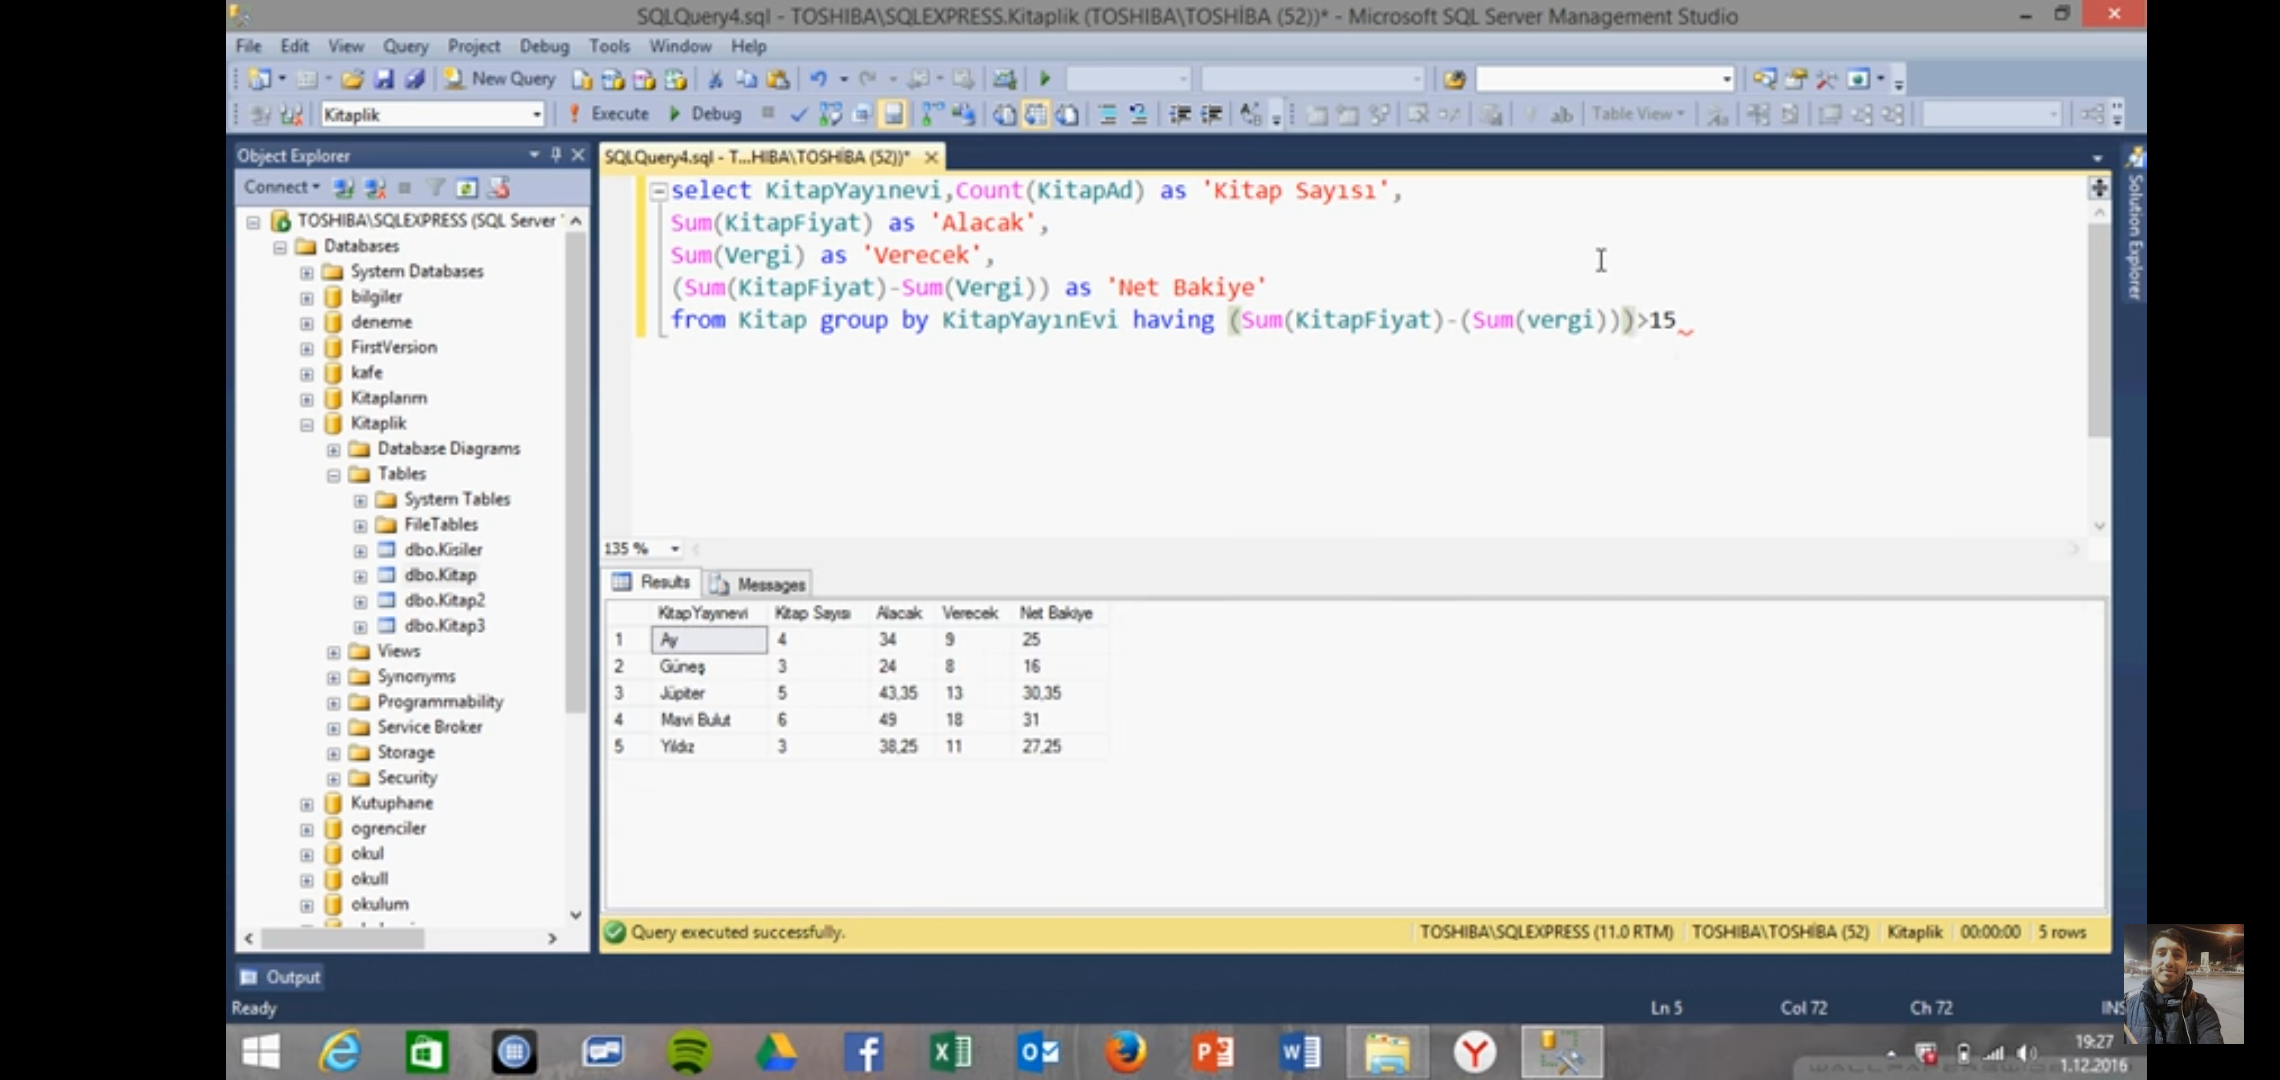 SQLQuery4.sql - TOSHIBA\SQLEXPRESS.Kitaplik (TOSHIBA\TOSHİBA (52))* - Microsoft SQL Server Management Studio
File Edit View Query Project Debug Tools Window Help
New Query
Kitaplik Execute Debug Table View
Object Explorer
SQLQuery4.sql - T...HIBA\TOSHİBA (52))*
Connect
Solution Explorer
TOSHIBA\SQLEXPRESS (SQL Server
Databases
System Databases
bilgiler
deneme
FirstVersion
kafe
Kitaplarım
Kitaplik
Database Diagrams
Tables
System Tables
FileTables
dbo.Kisiler
dbo.Kitap
dbo.Kitap2
dbo.Kitap3
Views
Synonyms
Programmability
Service Broker
Storage
Security
Kutuphane
ogrenciler
okul
okull
okulum
select KitapYayınevi,Count(KitapAd) as 'Kitap Sayısı',
Sum(KitapFiyat) as 'Alacak',
Sum(Vergi) as 'Verecek',
(Sum(KitapFiyat)-Sum(Vergi)) as 'Net Bakiye'
from Kitap group by KitapYayınEvi having (Sum(KitapFiyat)-(Sum(vergi)))>15
135 %
Results Messages
KitapYayınevi Kitap Sayısı Alacak Verecek Net Bakiye
1 Ay 4 34 9 25
2 Güneş 3 24 8 16
3 Jüpiter 5 43,35 13 30,35
4 Mavi Bulut 6 49 18 31
5 Yıldız 3 38,25 11 27,25
Query executed successfully. TOSHIBA\SQLEXPRESS (11.0 RTM) TOSHIBA\TOSHİBA (52) Kitaplik 00:00:00 5 rows
Output
Ready Ln 5 Col 72 Ch 72 INS
19:27
1.12.2016